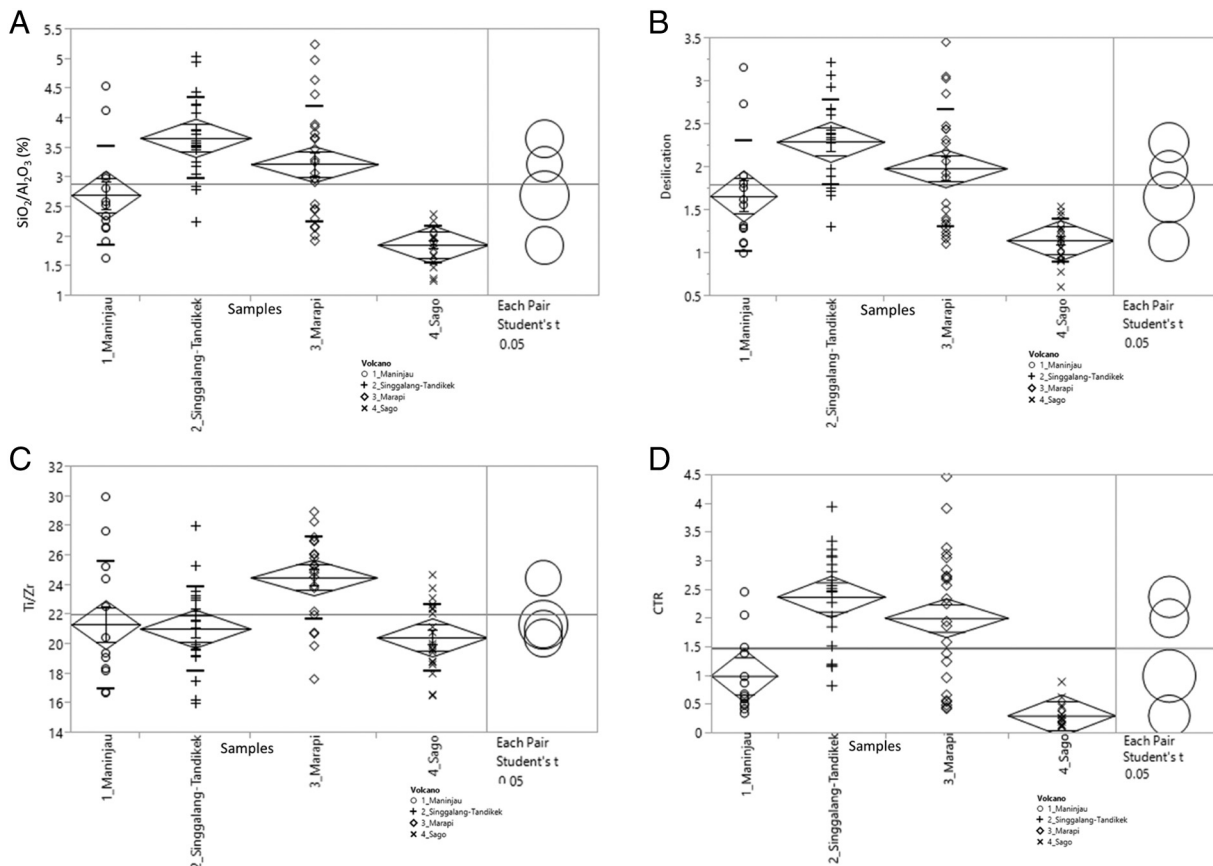 A
SiO2/Al2O3 (%)
5.5
5
4.5
4
3.5
3
2.5
2
1.5
1
1_Maninjau
2_Singgalang-Tandikek
3_Marapi
4_Sago
Samples
Each Pair
Student's t
0.05
Volcano
1_Maninjau
2_Singgalang-Tandikek
3_Marapi
4_Sago
B
Desilication
3.5
3
2.5
2
1.5
1
0.5
1_Maninjau
2_Singgalang-Tandikek
3_Marapi
4_Sago
Samples
Each Pair
Student's t
0.05
Volcano
1_Maninjau
2_Singgalang-Tandikek
3_Marapi
4_Sago
C
Ti/Zr
32
30
28
26
24
22
20
18
16
14
1_Maninjau
2_Singgalang-Tandikek
3_Marapi
4_Sago
Samples
Each Pair
Student's t
0.05
Volcano
1_Maninjau
2_Singgalang-Tandikek
3_Marapi
4_Sago
D
CTR
4.5
4
3.5
3
2.5
2
1.5
1
0.5
0
1_Maninjau
2_Singgalang-Tandikek
3_Marapi
4_Sago
Samples
Each Pair
Student's t
0.05
Volcano
1_Maninjau
2_Singgalang-Tandikek
3_Marapi
4_Sago